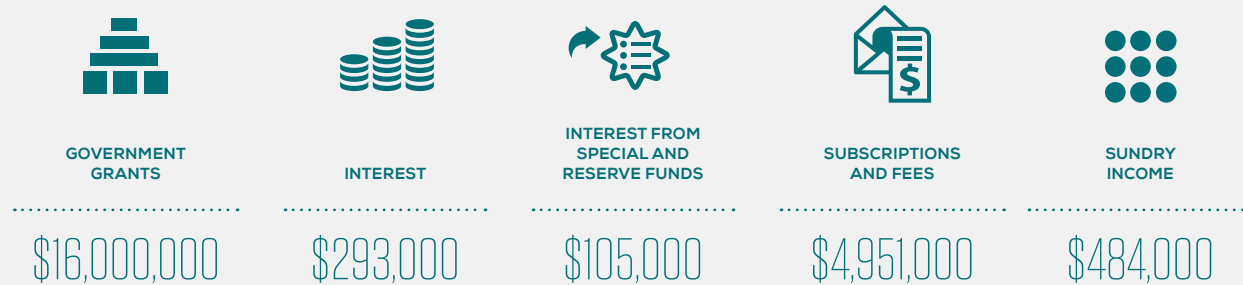 GOVERNMENT
GRANTS
$16,000,000
INTEREST
$293,000
INTEREST FROM
SPECIAL AND
RESERVE FUNDS
$105,000
SUBSCRIPTIONS
AND FEES
$4,951,000
SUNDRY
INCOME
$484,000